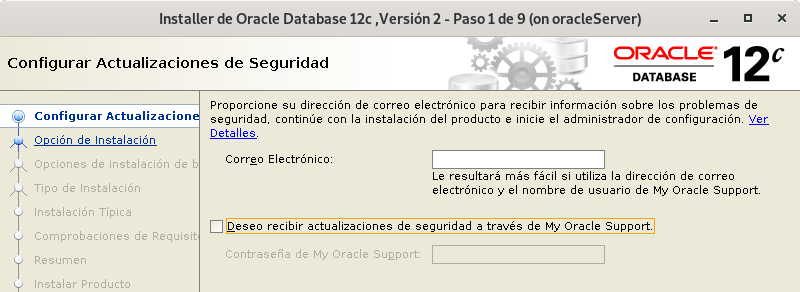 Installer de Oracle Database 12c ,Versión 2 - Paso 1 de 9 (on oracleServer)
Configurar Actualizaciones de Seguridad
ORACLE
DATABASE
12c
Configurar Actualizacione
Opción de Instalación
Opciones de instalación de b
Tipo de Instalación
Instalación Típica
Comprobaciones de Requisito
Resumen
Instalar Producto
Proporcione su dirección de correo electrónico para recibir información sobre los problemas de
seguridad, continúe con la instalación del producto e inicie el administrador de configuración. Ver
Detalles.
Correo Electrónico:
Le resultará más fácil si utiliza la dirección de correo
electrónico y el nombre de usuario de My Oracle Support.
Deseo recibir actualizaciones de seguridad a través de My Oracle Support.
Contraseña de My Oracle Support: